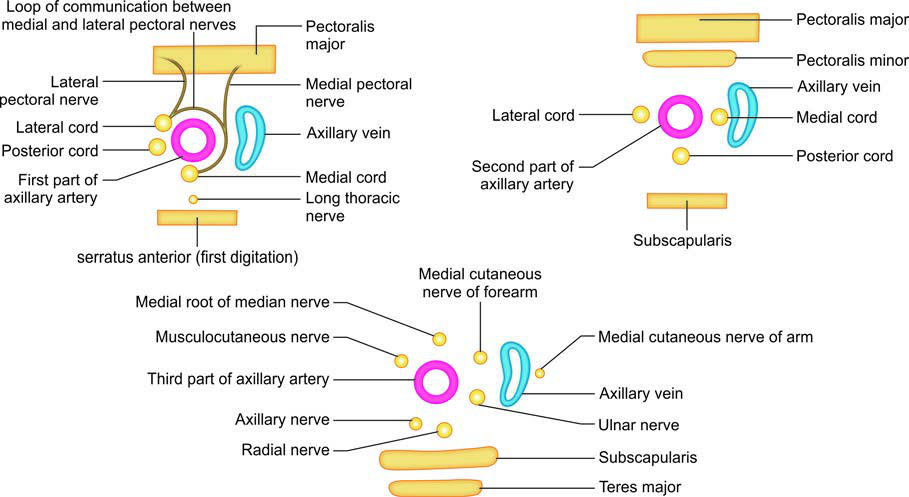 Loop of communication between
medial and lateral pectoral nerves
Pectoralis
major
Lateral
pectoral nerve
Medial pectoral
nerve
Lateral cord
Axillary vein
Posterior cord
First part of
axillary artery
Medial cord
Long thoracic
nerve
serratus anterior (first digitation)
Pectoralis major
Pectoralis minor
Axillary vein
Lateral cord
Medial cord
Second part of
axillary artery
Posterior cord
Subscapularis
Medial cutaneous
nerve of forearm
Medial root of median nerve
Musculocutaneous nerve
Medial cutaneous nerve of arm
Third part of axillary artery
Axillary vein
Axillary nerve
Ulnar nerve
Radial nerve
Subscapularis
Teres major